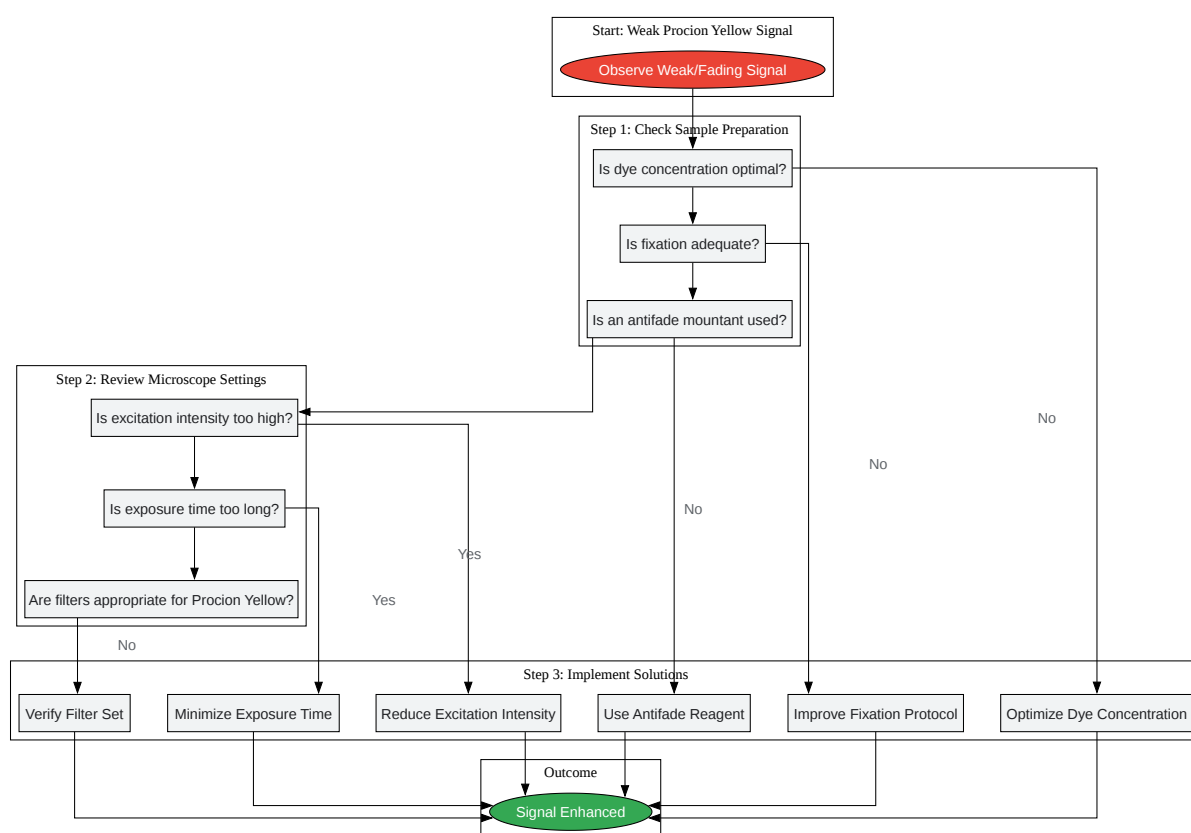 Start: Weak Procion Yellow Signal
Observe Weak/Fading Signal
Step 1: Check Sample Preparation
Is dye concentration optimal?
Is fixation adequate?
Is an antifade mountant used?
Step 2: Review Microscope Settings
Is excitation intensity too high?
No
No
Is exposure time too long?
No
Yes
Are filters appropriate for Procion Yellow?
Yes
No
Step 3: Implement Solutions
Verify Filter Set
Minimize Exposure Time
Reduce Excitation Intensity
Use Antifade Reagent
Improve Fixation Protocol
Optimize Dye Concentration
Outcome
Signal Enhanced